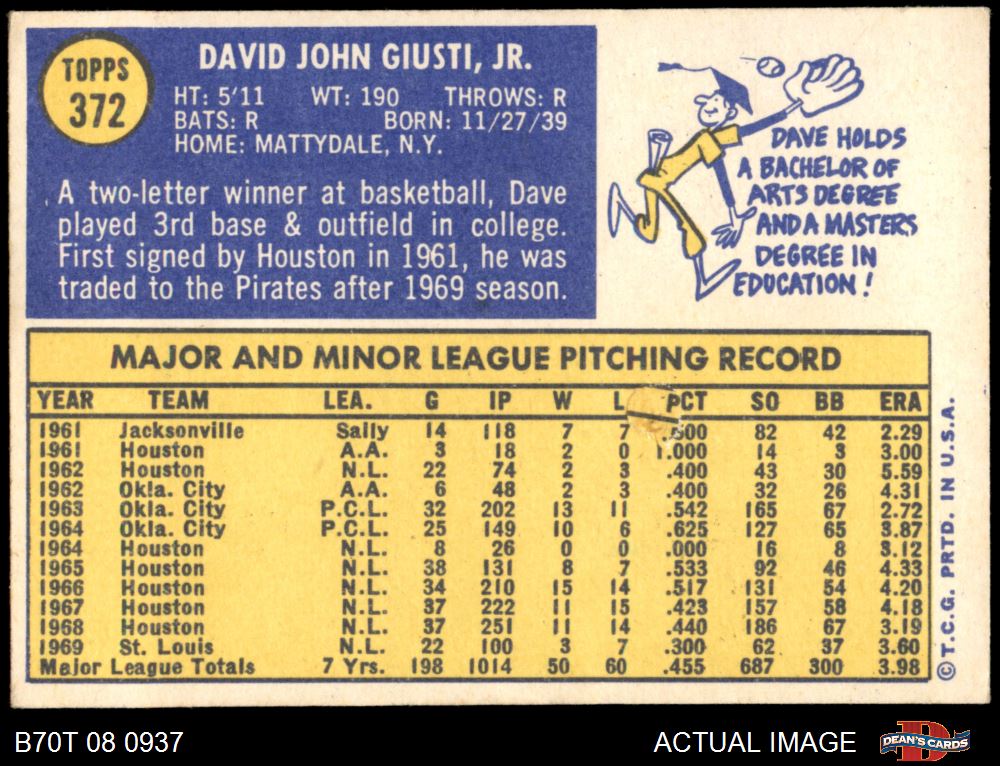 TOPPS
372
DAVID JOHN GIUSTI, JR.
HT: 5'11 WT: 190 THROWS: R
BATS: R BORN: 11/27/39
HOME: MATTYDALE, N.Y.
A two-letter winner at basketball, Dave
played 3rd base & outfield in college.
First signed by Houston in 1961, he was
traded to the Pirates after 1969 season.
DAVE HOLDS
A BACHELOR OF
ARTS DEGREE
AND A MASTERS
DEGREE IN
EDUCATION!
MAJOR AND MINOR LEAGUE PITCHING RECORD
YEAR TEAM LEA. G IP W L PCT SO BB ERA
1961 Jacksonville Sally 14 118 7 7 .500 82 42 2.29
1961 Houston A.A. 3 18 2 0 1.000 14 3 3.00
1962 Houston N.L. 22 74 2 3 .400 43 30 5.59
1962 Okla. City A.A. 6 48 2 3 .400 32 26 4.31
1963 Okla. City P.C.L. 32 202 13 11 .542 165 67 2.72
1964 Okla. City P.C.L. 25 149 10 6 .625 127 65 3.87
1964 Houston N.L. 8 26 0 0 .000 16 8 3.12
1965 Houston N.L. 38 131 8 7 .533 92 46 4.33
1966 Houston N.L. 34 210 15 14 .517 131 54 4.20
1967 Houston N.L. 37 222 11 15 .423 157 58 4.18
1968 Houston N.L. 37 251 11 14 .440 186 67 3.19
1969 St. Louis N.L. 22 100 3 7 .300 62 37 3.60
Major League Totals 7 Yrs. 198 1014 50 60 .455 687 300 3.98
©T.C.G. PRTD. IN U.S.A.
B70T 08 0937
ACTUAL IMAGE
D
DEAN'S CARDS